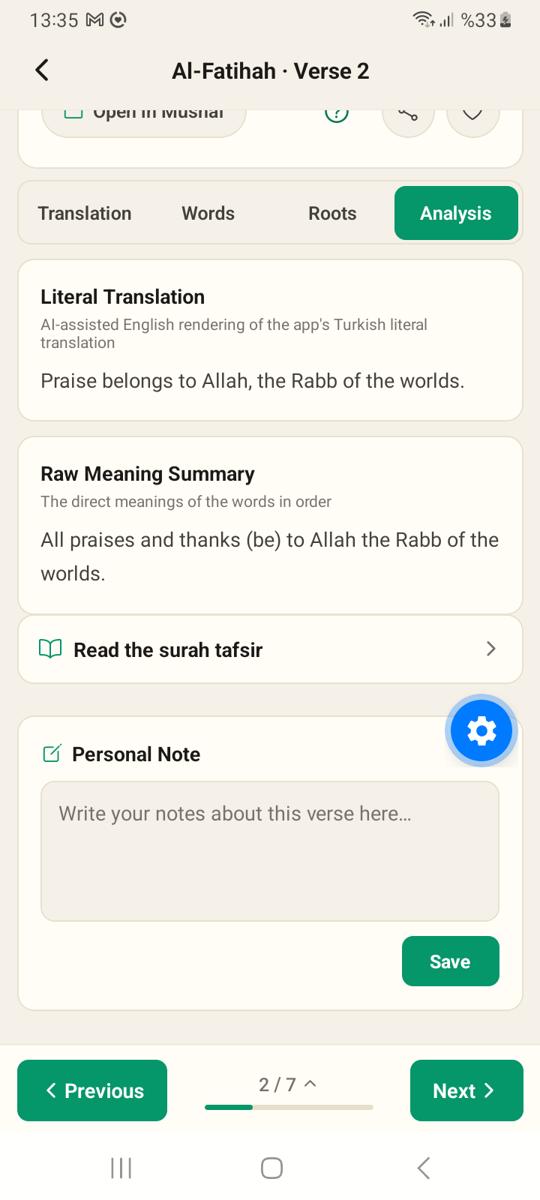 13:35
%33
Al-Fatihah · Verse 2
Open in Mushaf
Translation
Words
Roots
Analysis
Literal Translation
AI-assisted English rendering of the app's Turkish literal
translation
Praise belongs to Allah, the Rabb of the worlds.
Raw Meaning Summary
The direct meanings of the words in order
All praises and thanks (be) to Allah the Rabb of the
worlds.
Read the surah tafsir
Personal Note
Write your notes about this verse here…
Save
Previous
2 / 7
Next